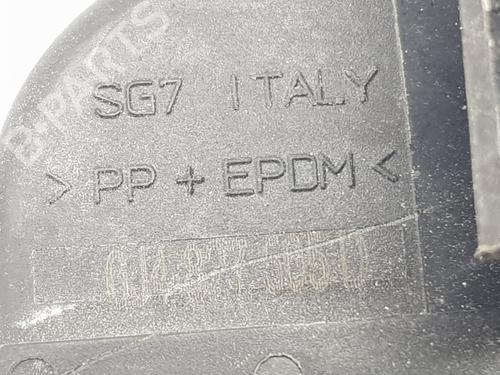 SG7 ITALY
> PP + EPDM <
B-PARTS